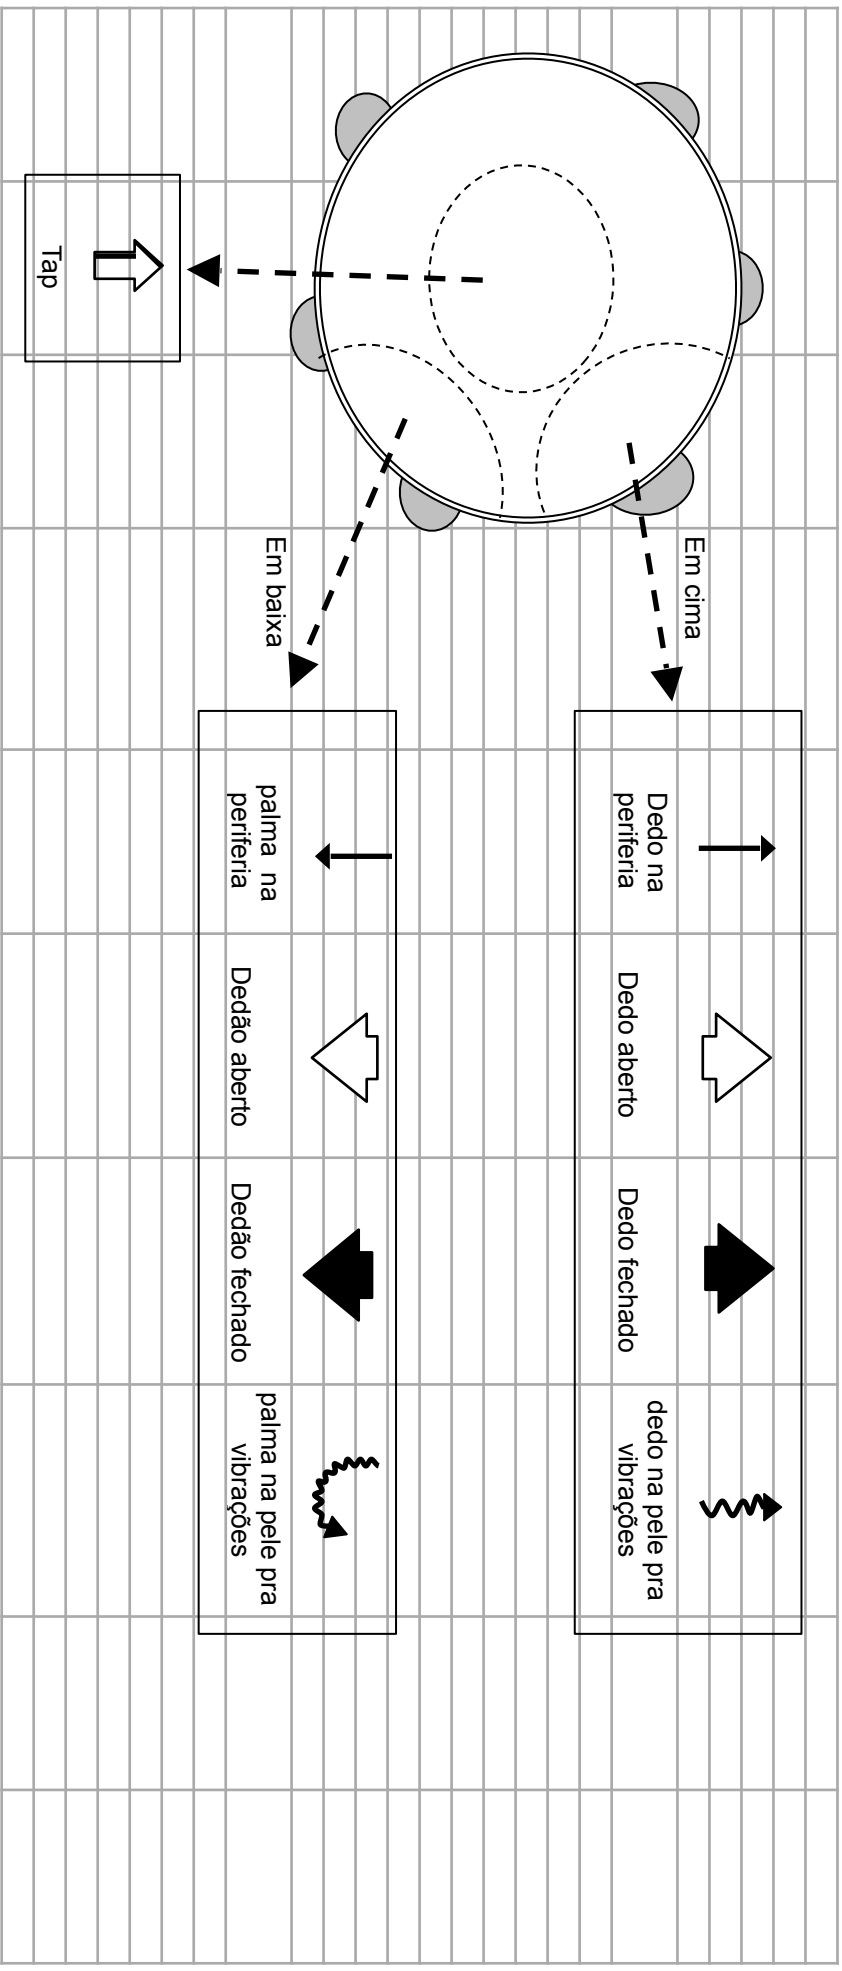 Em cima
Dedo na
periferia
Dedo aberto
Dedo fechado
dedo na pele pra
vibrações
Em baixa
palma na
periferia
Dedão aberto
Dedão fechado
palma na pele pra
vibrações
Tap